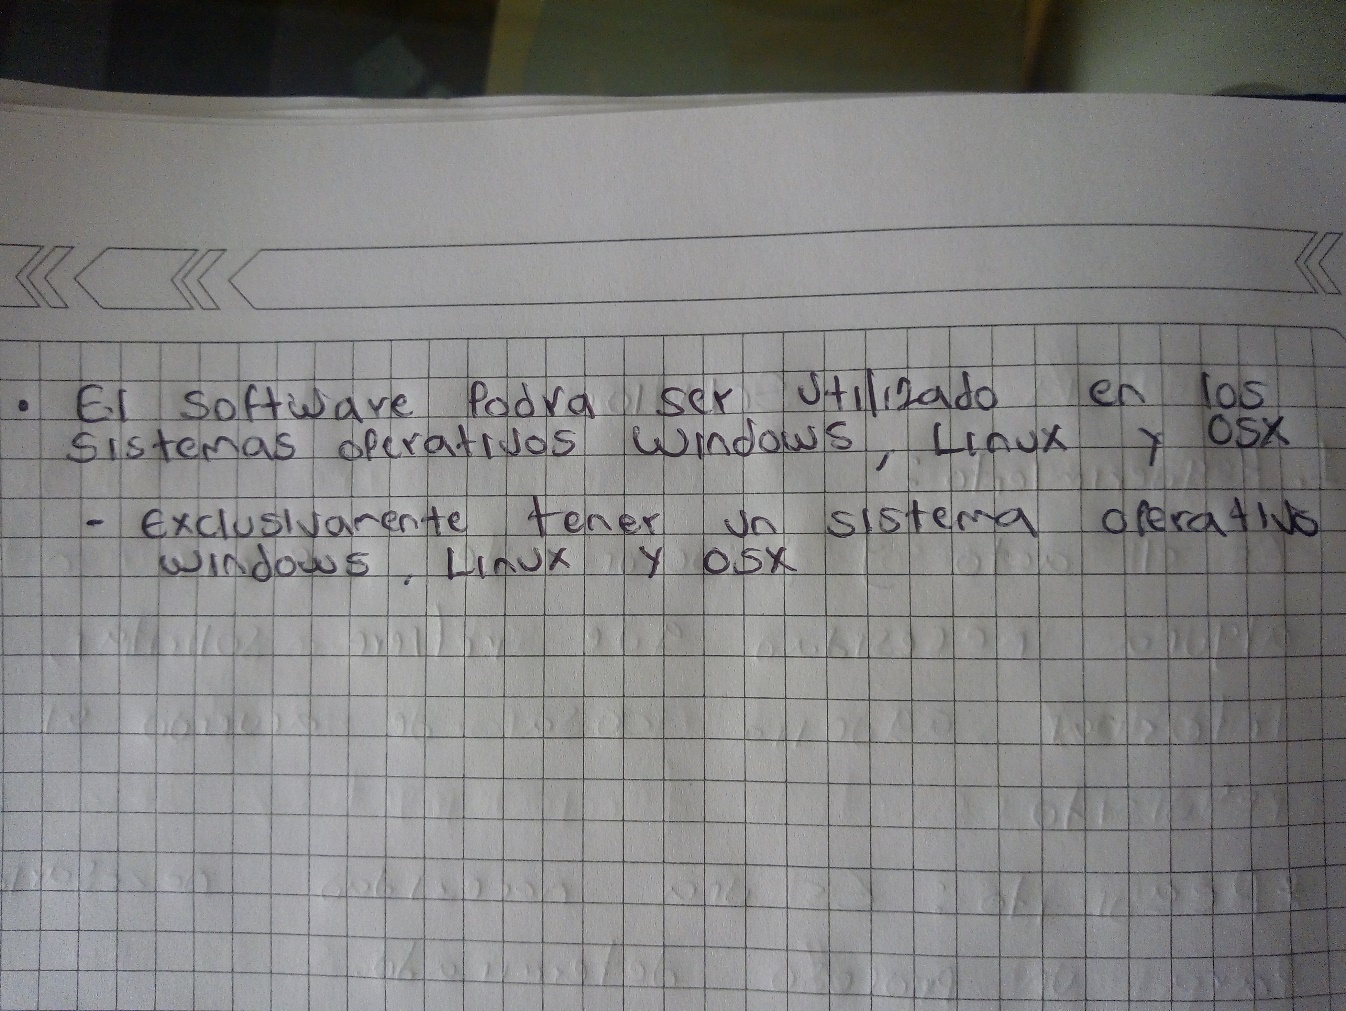 • El software podra ser utilizado en los
sistemas operativos windows, Linux y OSX
- exclusivamente tener un sistema operativo
windows, Linux y OSX